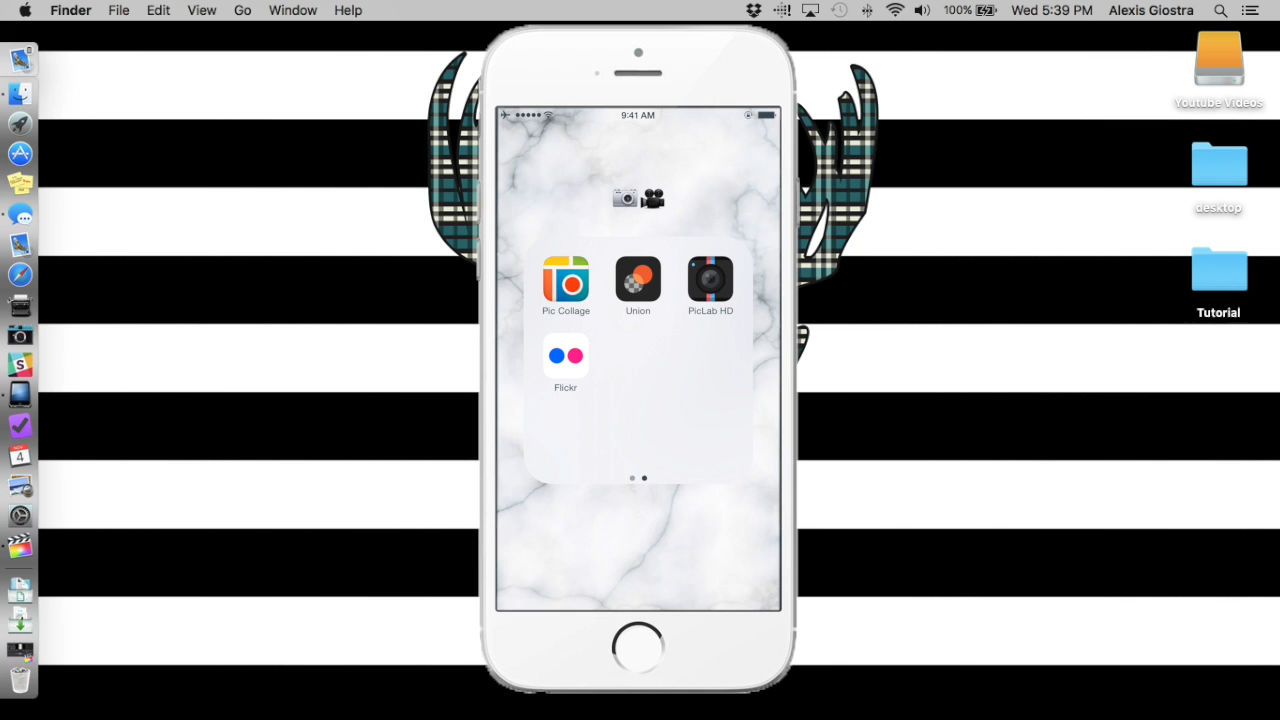 Finder File Edit View Go Window Help 100% Wed 5:39 PM Alexis Giostra
9:41 AM
Youtube Videos
desktop
Tutorial
Pic Collage Union PicLab HD
Flickr
4